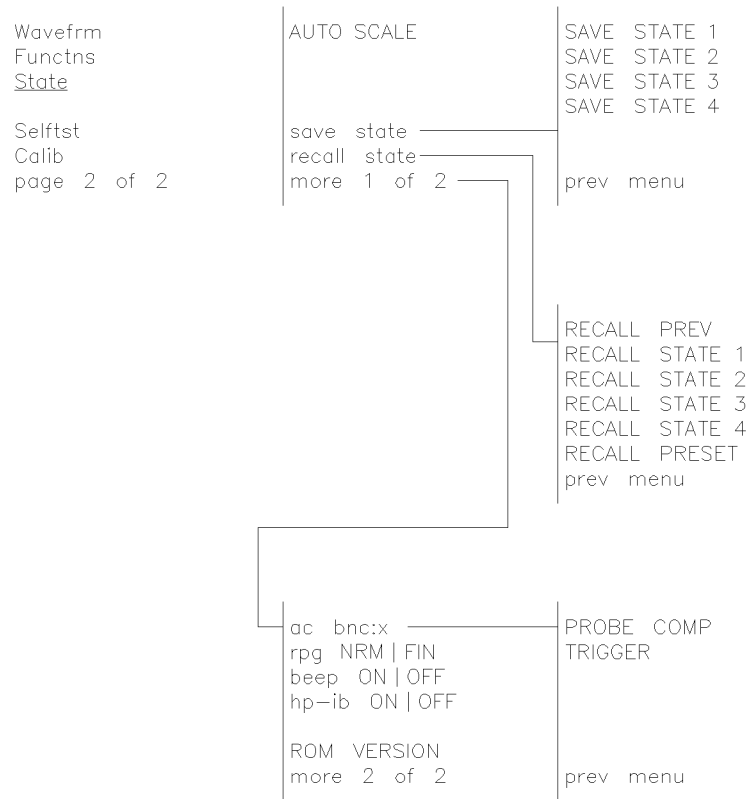 Wavefrm
Functns
State
Selftst
Calib
page 2 of 2
AUTO SCALE
save state
recall state
more 1 of 2
SAVE STATE 1
SAVE STATE 2
SAVE STATE 3
SAVE STATE 4
prev menu
RECALL PREV
RECALL STATE 1
RECALL STATE 2
RECALL STATE 3
RECALL STATE 4
RECALL PRESET
prev menu
ac bnc:x
rpg NRM|FIN
beep ON|OFF
hp-ib ON|OFF
ROM VERSION
more 2 of 2
PROBE COMP
TRIGGER
prev menu